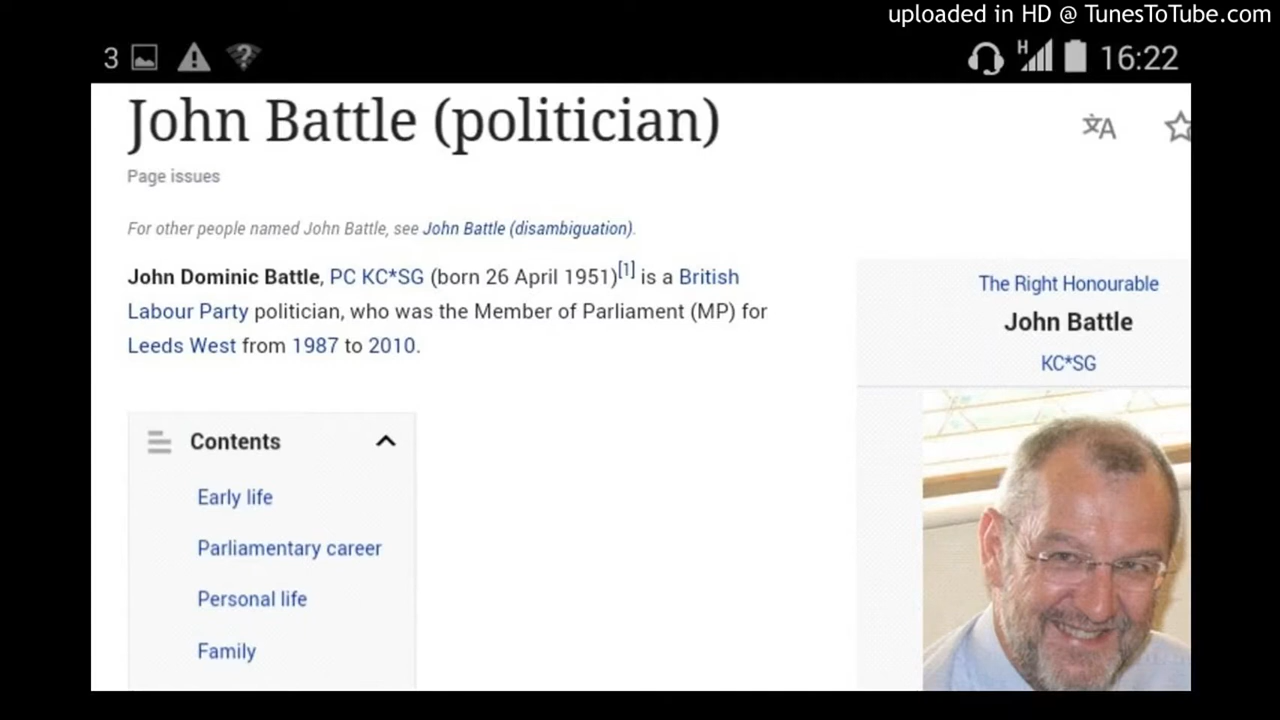 uploaded in HD @ TunesToTube.com
3 H 16:22
John Battle (politician)
Page issues
For other people named John Battle, see John Battle (disambiguation).
John Dominic Battle, PC KC*SG (born 26 April 1951)[1] is a British
Labour Party politician, who was the Member of Parliament (MP) for
Leeds West from 1987 to 2010.
The Right Honourable
John Battle
KC*SG
Contents
Early life
Parliamentary career
Personal life
Family